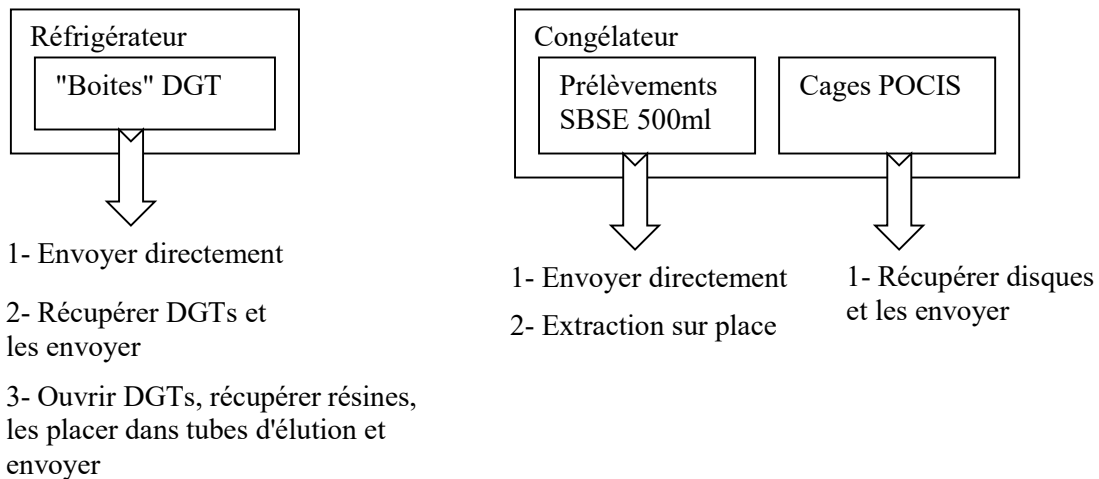 Réfrigérateur
"Boites" DGT
1- Envoyer directement
2- Récupérer DGTs et
les envoyer
3- Ouvrir DGTs, récupérer résines,
les placer dans tubes d'élution et
envoyer
Congélateur
Prélèvements
SBSE 500ml
Cages POCIS
1- Envoyer directement
2- Extraction sur place
1- Récupérer disques
et les envoyer